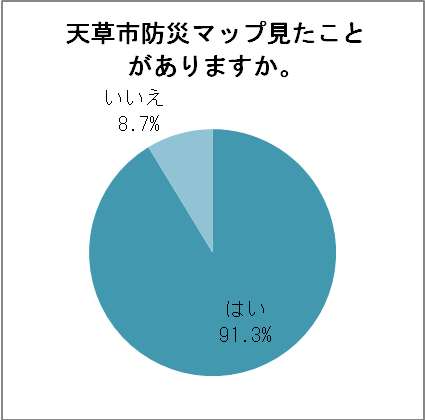 天草市防災マップ見たこと
がありますか。
いいえ
8.7%
はい
91.3%